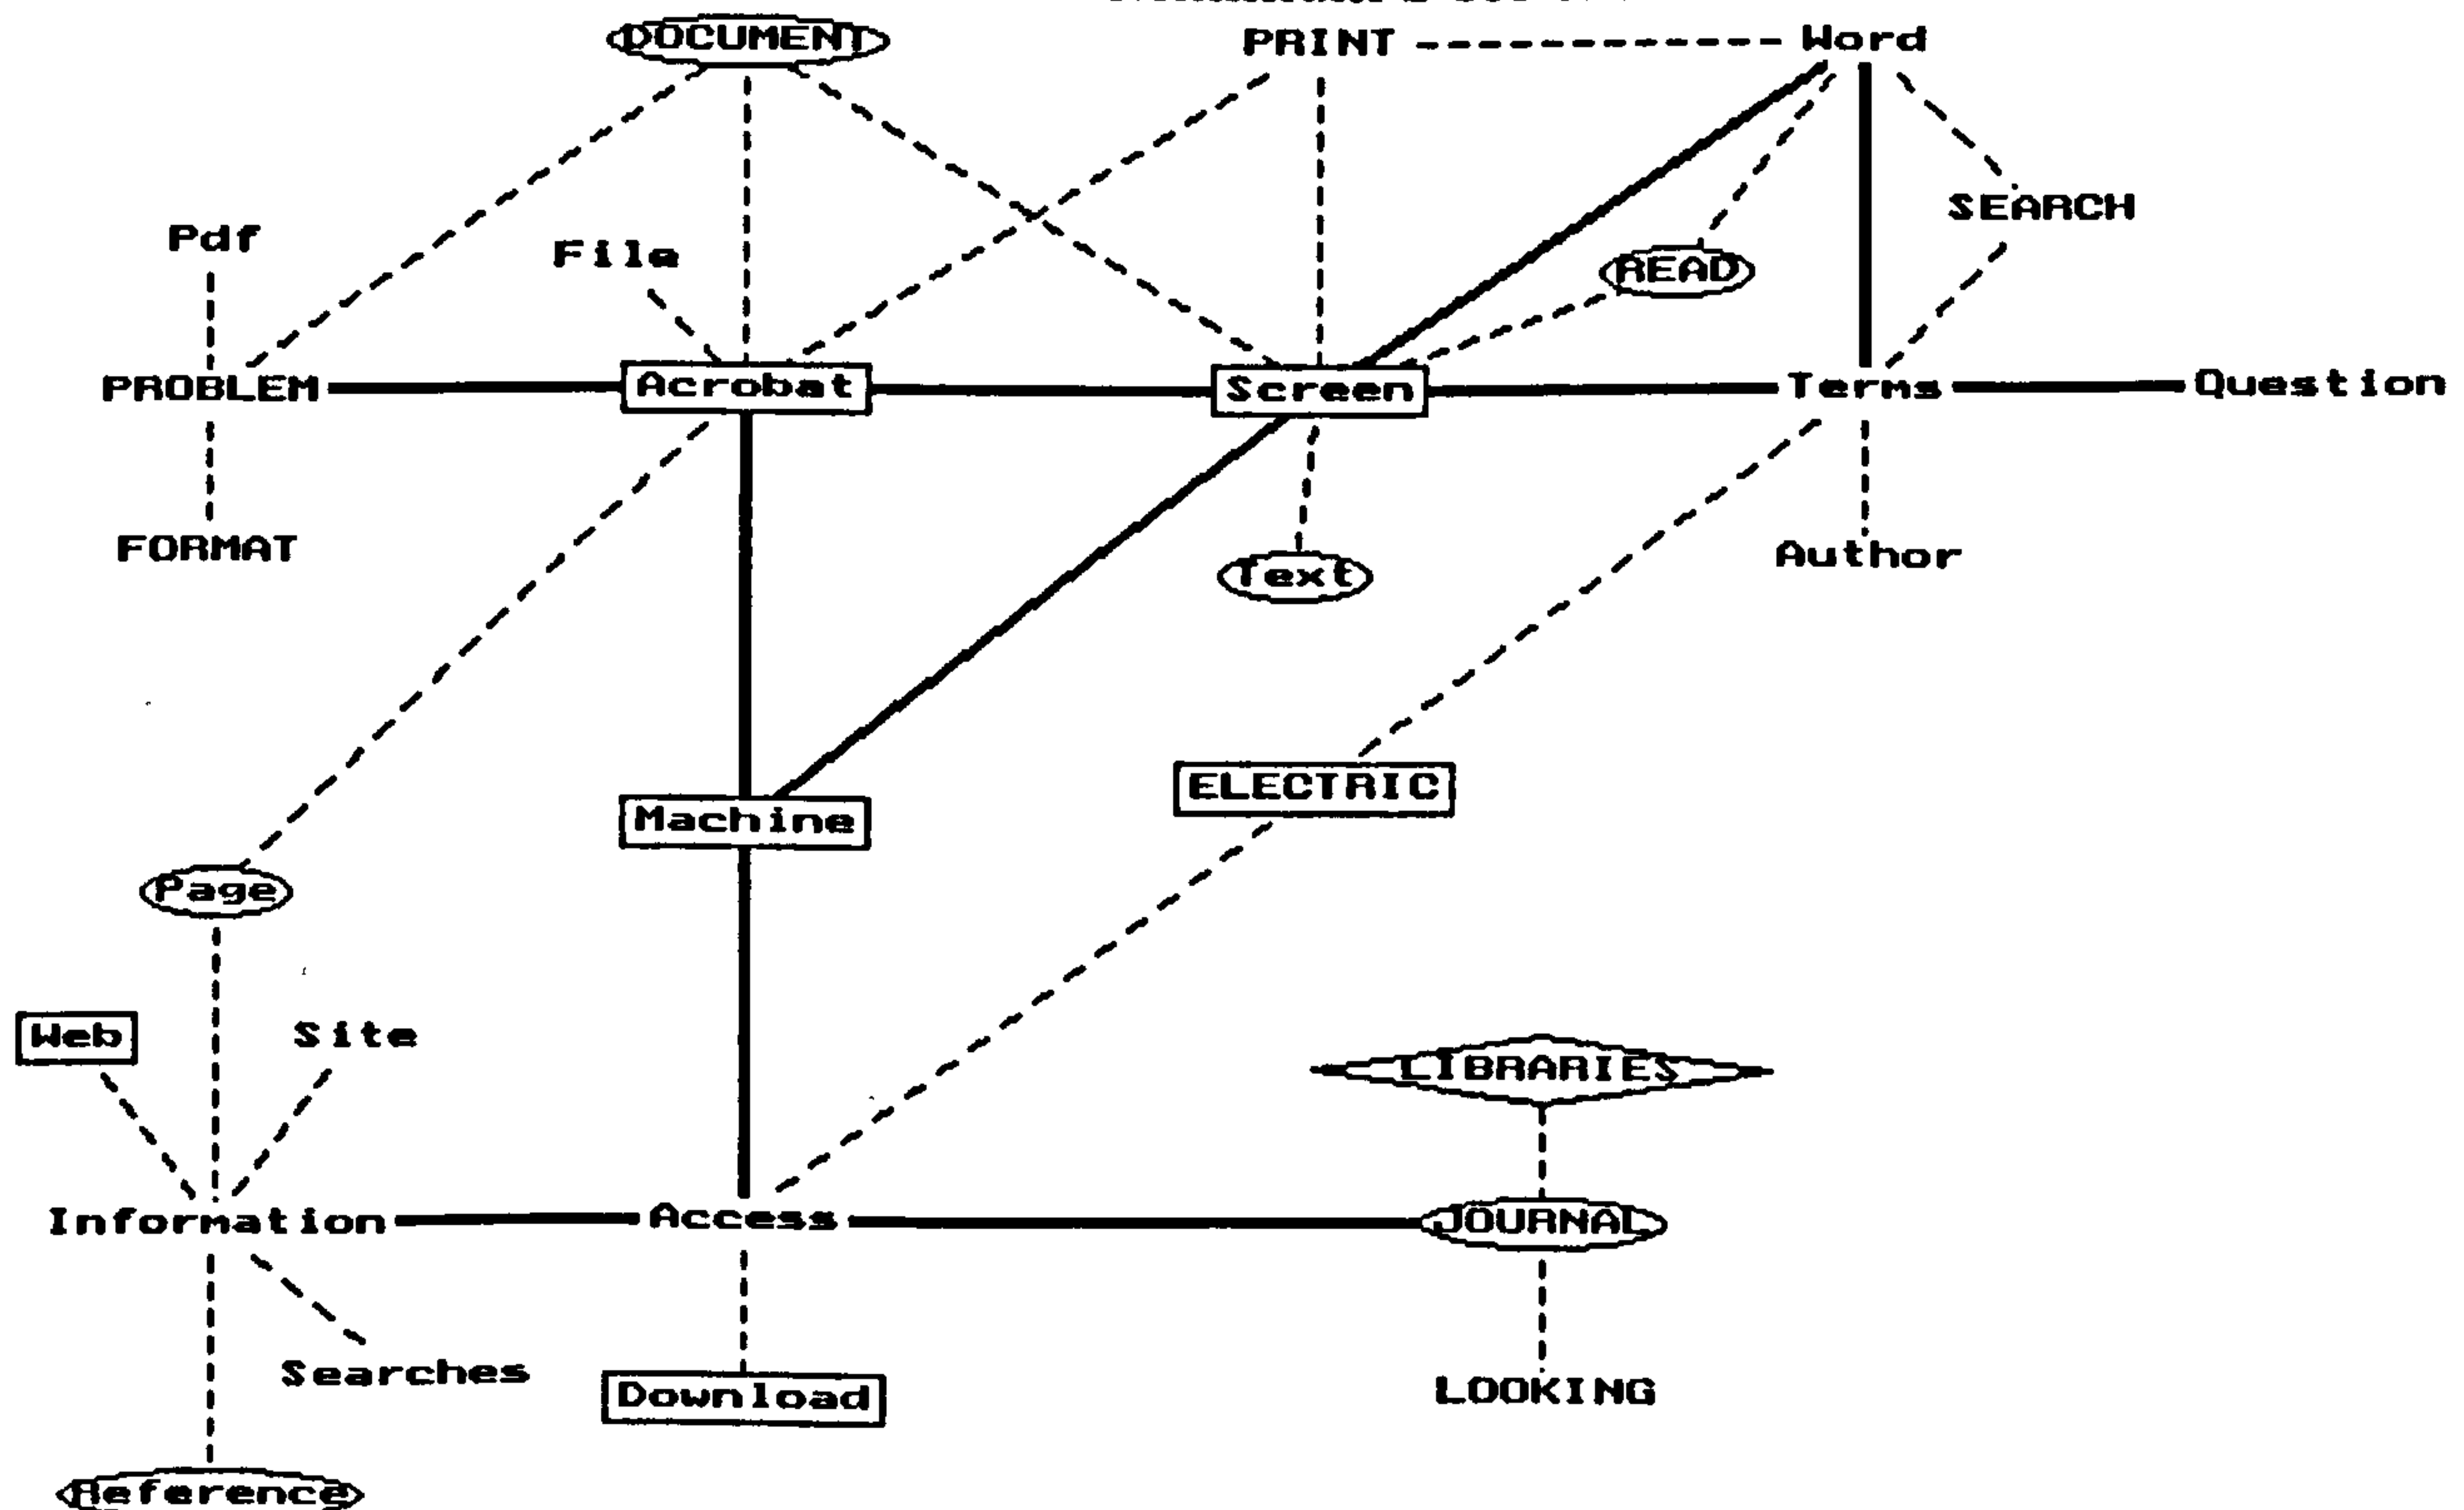 DOCUMENT
PRINT
Word
SEARCH
Pdf
File
READ
PROBLEM
Acrobat
Screen
Terms
Question
FORMAT
Text
Author
ELECTRIC
Machine
Page
Web
Site
LIBRARIES
Information
Access
JOURNAL
Searches
Download
LOOKING
Reference